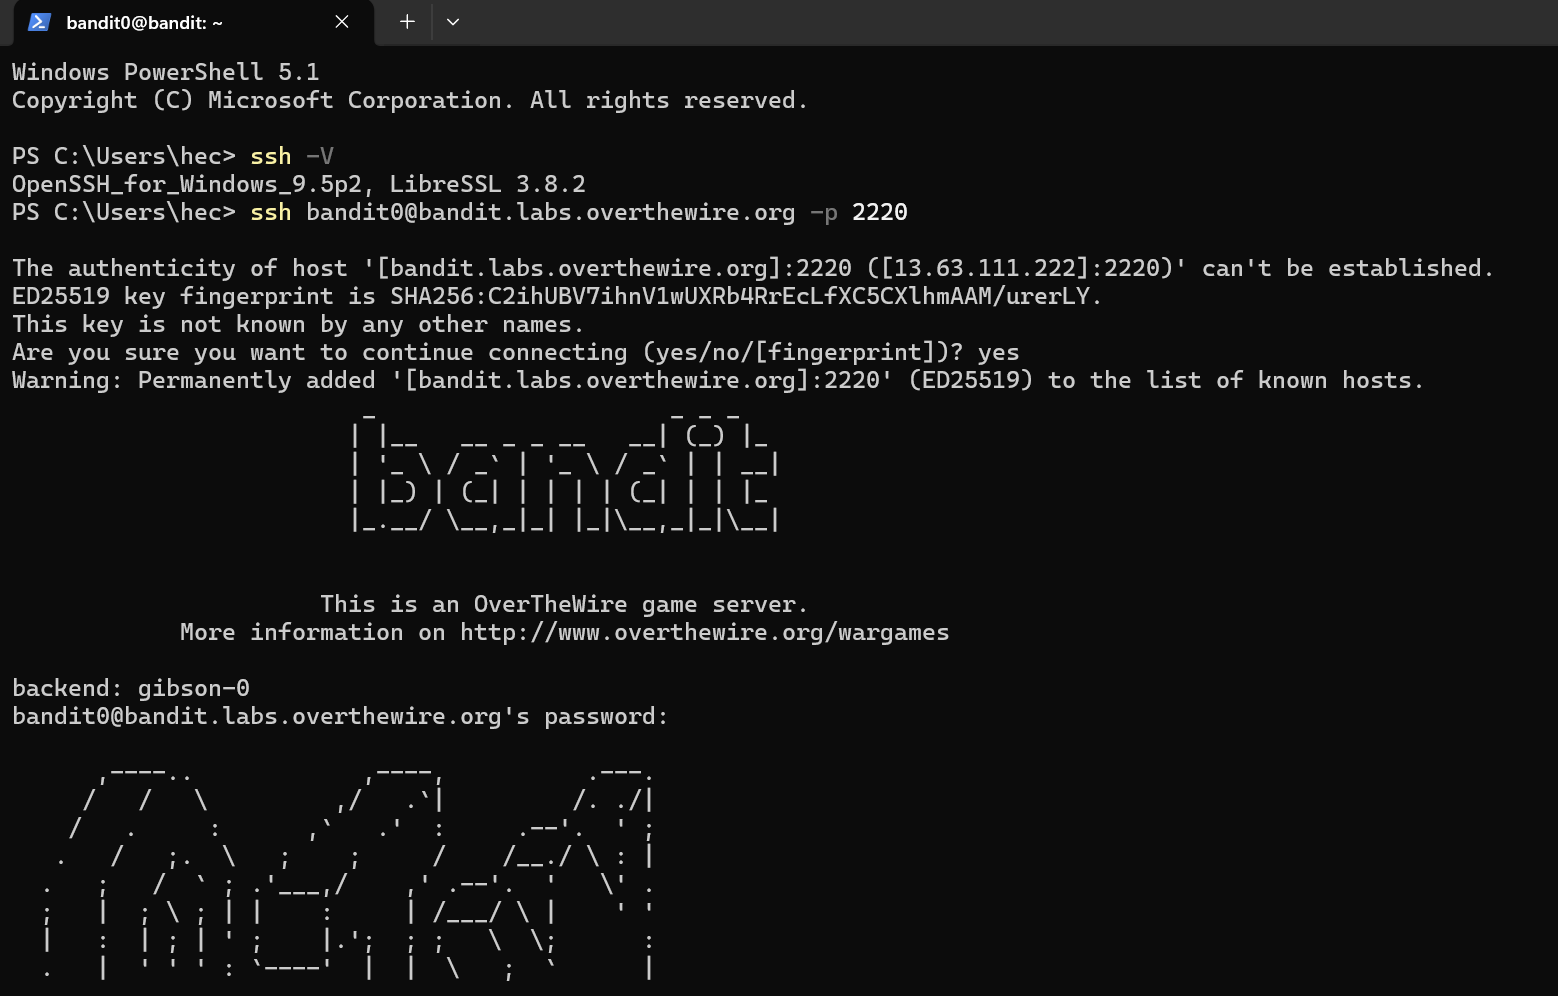 bandit0@bandit: ~
Windows PowerShell 5.1
Copyright (C) Microsoft Corporation. All rights reserved.
PS C:\Users\hec> ssh -V
OpenSSH_for_Windows_9.5p2, LibreSSL 3.8.2
PS C:\Users\hec> ssh bandit0@bandit.labs.overthewire.org -p 2220
The authenticity of host '[bandit.labs.overthewire.org]:2220 ([13.63.111.222]:2220)' can't be established.
ED25519 key fingerprint is SHA256:C2ihUBV7ihnV1wUXRb4RrEcLfXC5CXlhmAAM/urerLY.
This key is not known by any other names.
Are you sure you want to continue connecting (yes/no/[fingerprint])? yes
Warning: Permanently added '[bandit.labs.overthewire.org]:2220' (ED25519) to the list of known hosts.
bandit
This is an OverTheWire game server.
More information on http://www.overthewire.org/wargames
backend: gibson-0
bandit0@bandit.labs.overthewire.org's password: